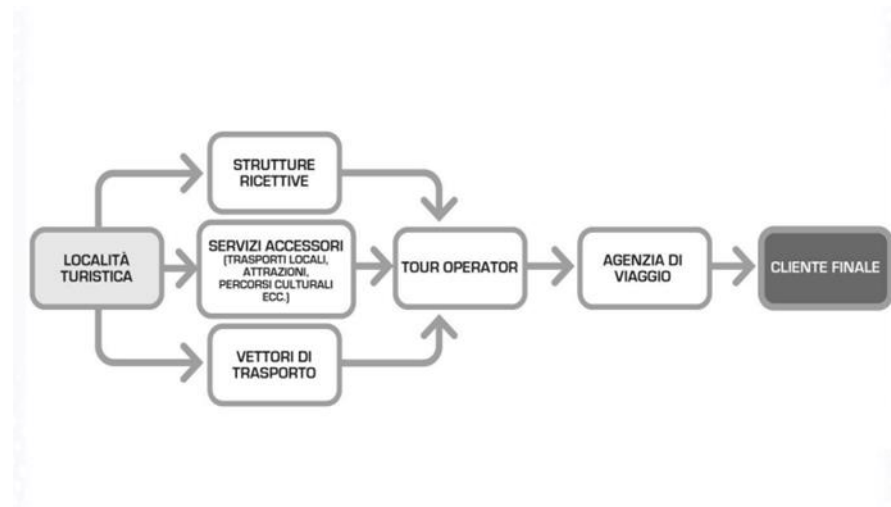 STRUTTURE
RICETTIVE
LOCALITÀ
TURISTICA
SERVIZI ACCESSORI
(TRASPORTI LOCALI,
ATTRAZIONI,
PERCORSI CULTURALI
ECC.)
TOUR OPERATOR
AGENZIA DI
VIAGGIO
CLIENTE FINALE
VETTORI DI
TRASPORTO